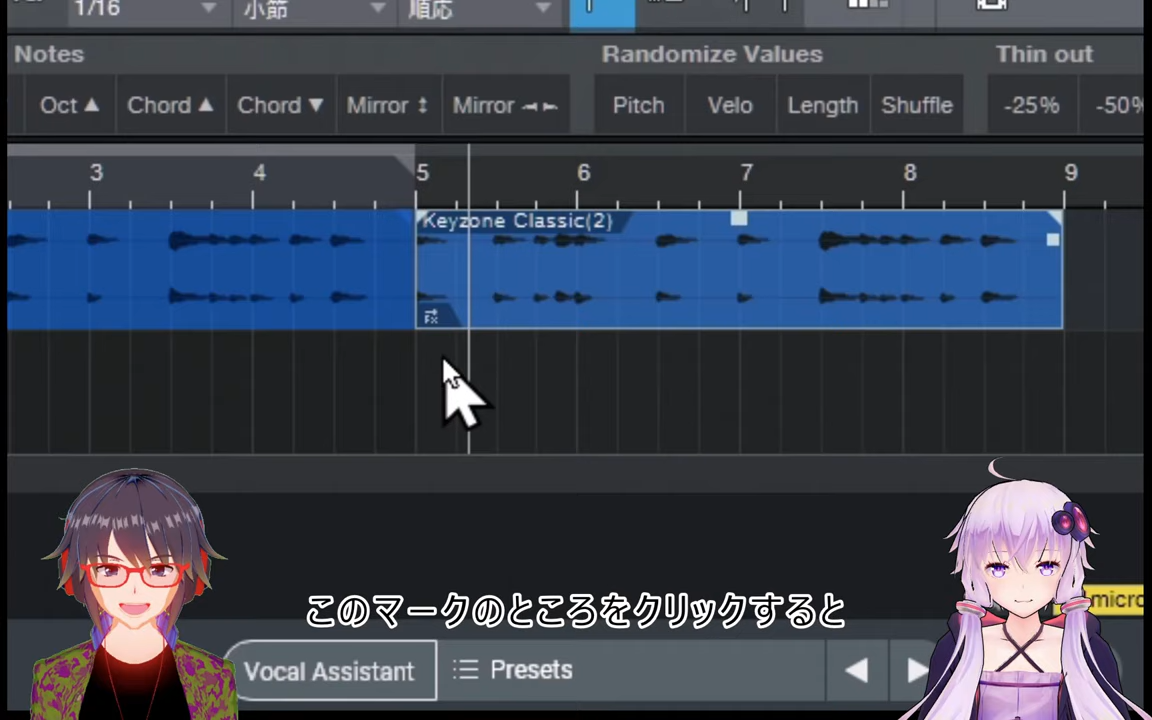 1/16 小節 順応
Notes Randomize Values Thin out
Oct ▲ Chord ▲ Chord ▼ Mirror Mirror Pitch Velo Length Shuffle -25% -50%
3 4 5 6 7 8 9
Keyzone Classic(2)
FX
micro
このマークのところをクリックすると
Vocal Assistant Presets